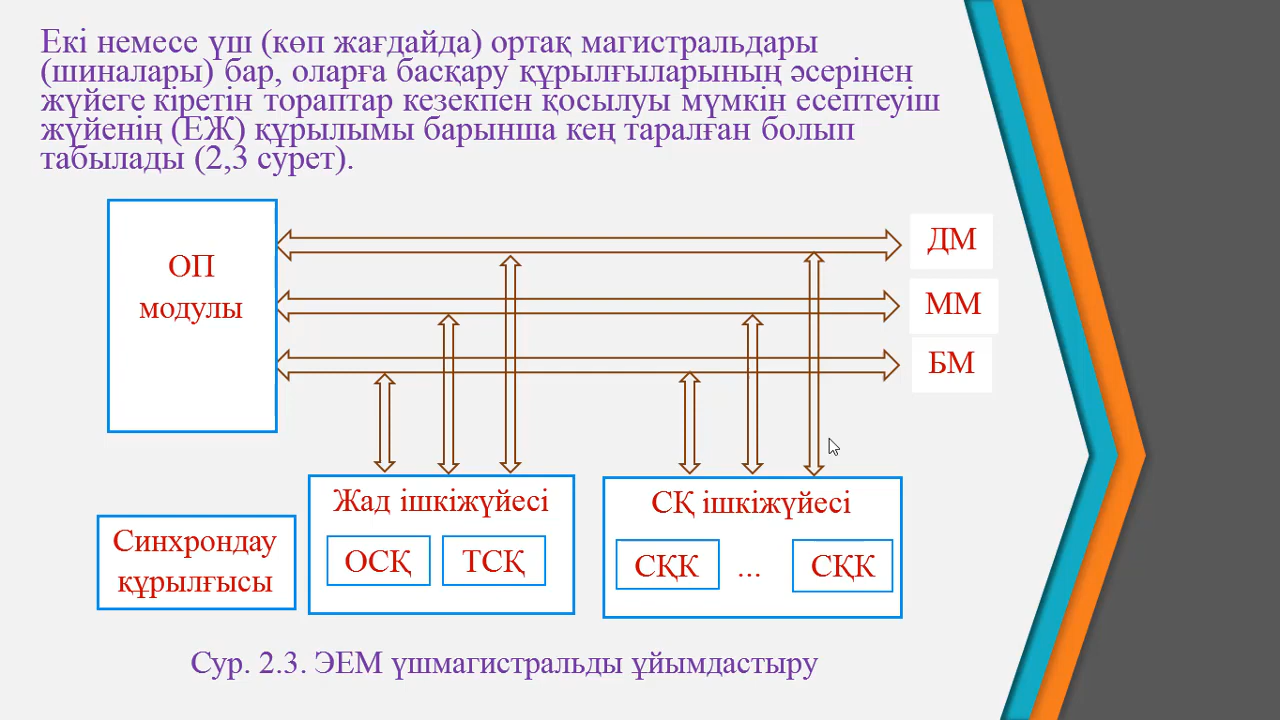 Екі немесе үш (көп жағдайда) ортақ магистральдары
(шиналары) бар, оларға басқару құрылғыларының әсерінен
жүйеге кіретін тораптар кезекпен қосылуы мүмкін есептеуіш
жүйенің (ЕЖ) құрылымы барынша кең таралған болып
табылады (2,3 сурет).
ОП
модулы
ДМ
ММ
БМ
Жад ішкіжүйесі
ОСҚ
ТСҚ
СҚ ішкіжүйесі
СҚК
...
СҚК
Синхрондау
құрылғысы
Сур. 2.3. ЭЕМ үшмагистральды ұйымдастыру